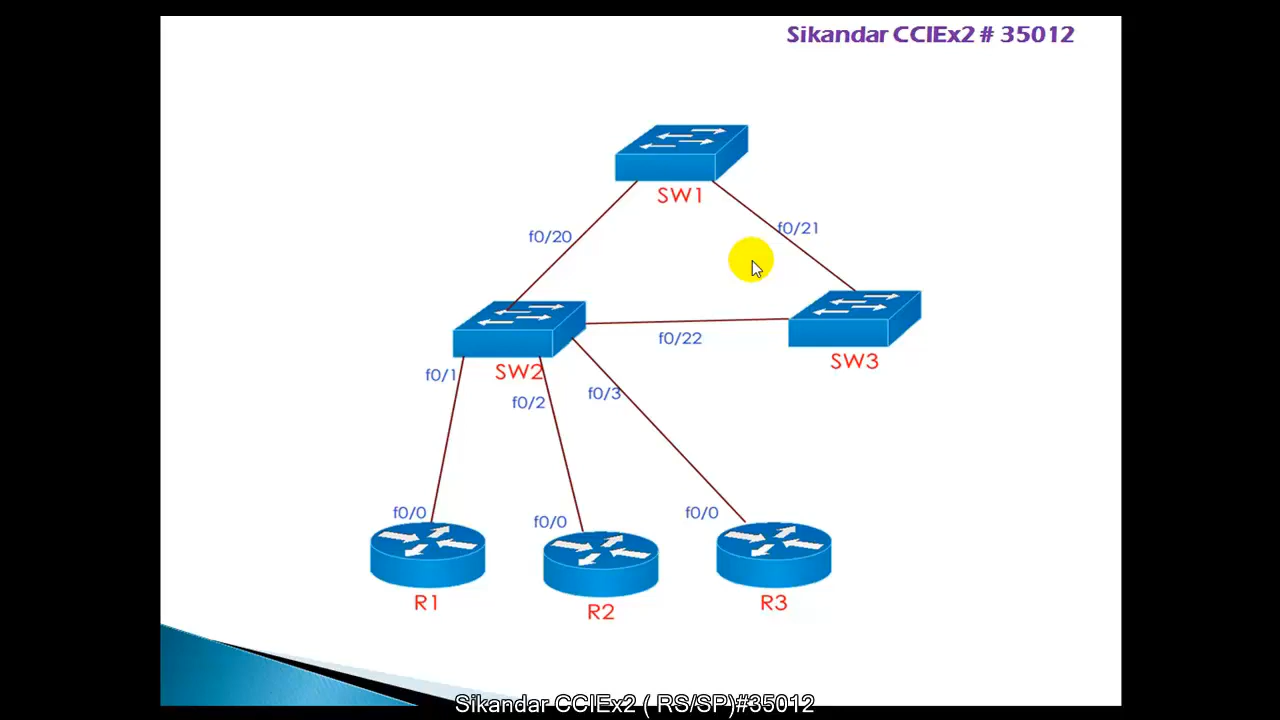 Sikandar CCIEx2 # 35012
SW1
f0/20
f0/21
f0/22
SW2
SW3
f0/1
f0/2
f0/3
f0/0
f0/0
f0/0
R1
R2
R3
Sikandar CCIEx2 ( RS/SP)#35012